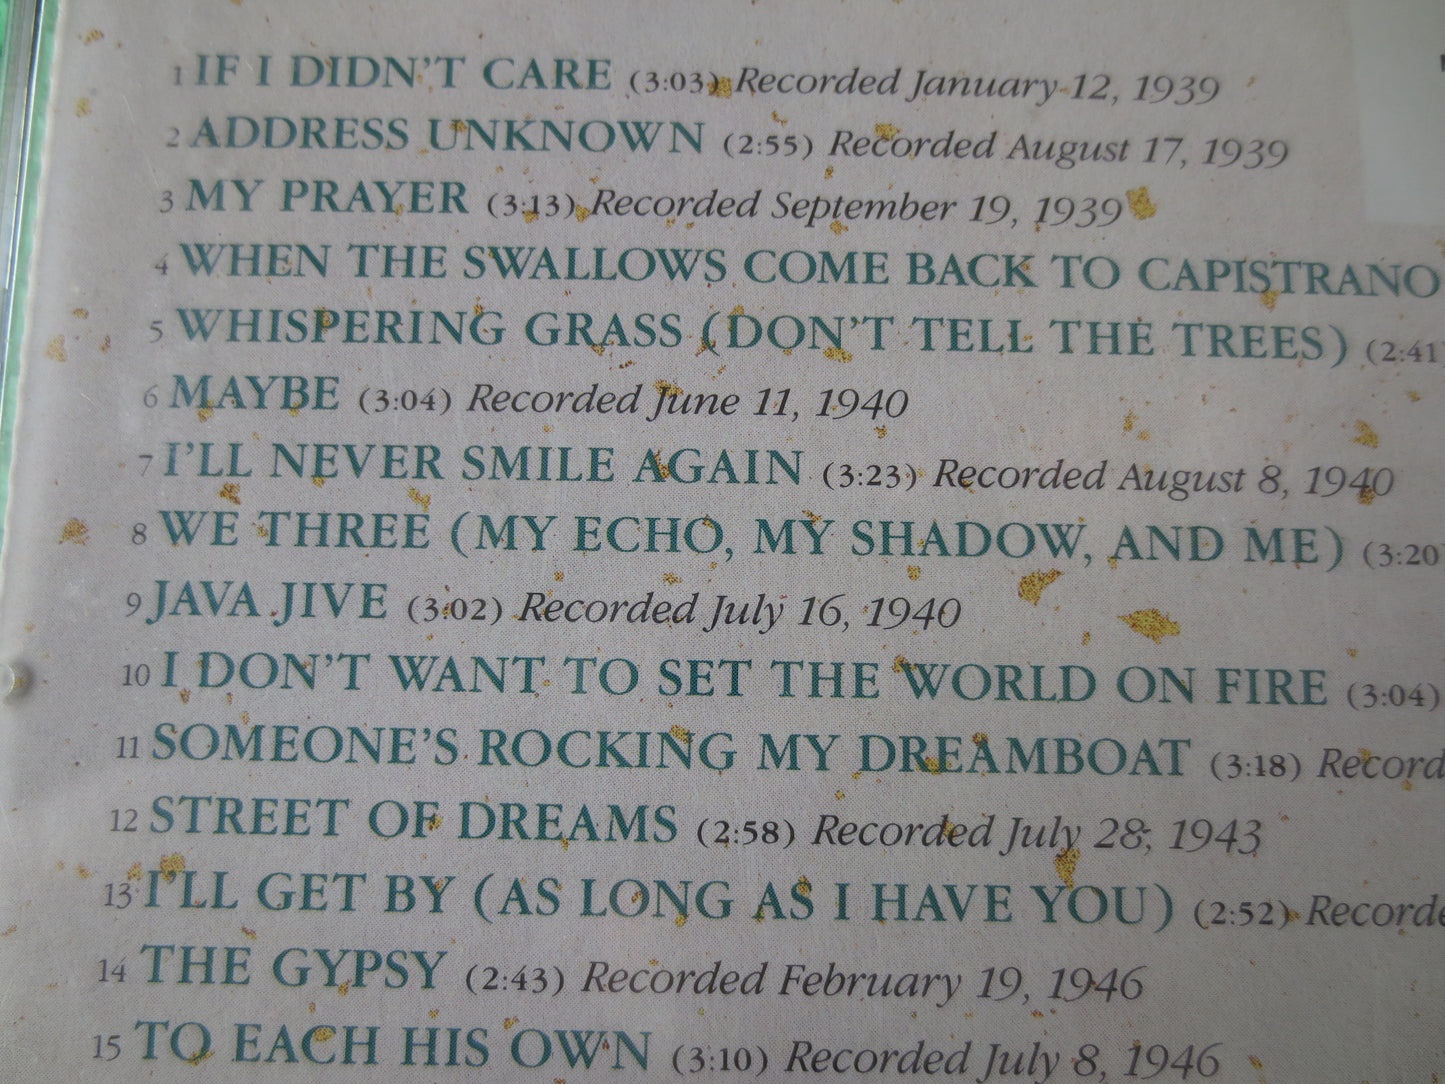 1 IF I DIDN'T CARE (3:03) Recorded January 12, 1939
2 ADDRESS UNKNOWN (2:55) Recorded August 17, 1939
3 MY PRAYER (3:13) Recorded September 19, 1939
4 WHEN THE SWALLOWS COME BACK TO CAPISTRANO
5 WHISPERING GRASS (DON'T TELL THE TREES) (2:41
6 MAYBE (3:04) Recorded June 11, 1940
7 I'LL NEVER SMILE AGAIN (3:23) Recorded August 8, 1940
8 WE THREE (MY ECHO, MY SHADOW, AND ME) (3:20
9 JAVA JIVE (3:02) Recorded July 16, 1940
10 I DON'T WANT TO SET THE WORLD ON FIRE (3:04)
11 SOMEONE'S ROCKING MY DREAMBOAT (3:18) Record
12 STREET OF DREAMS (2:58) Recorded July 28, 1943
13 I'LL GET BY (AS LONG AS I HAVE YOU) (2:52) Recorde
14 THE GYPSY (2:43) Recorded February 19, 1946
15 TO EACH HIS OWN (3:10) Recorded July 8, 1946